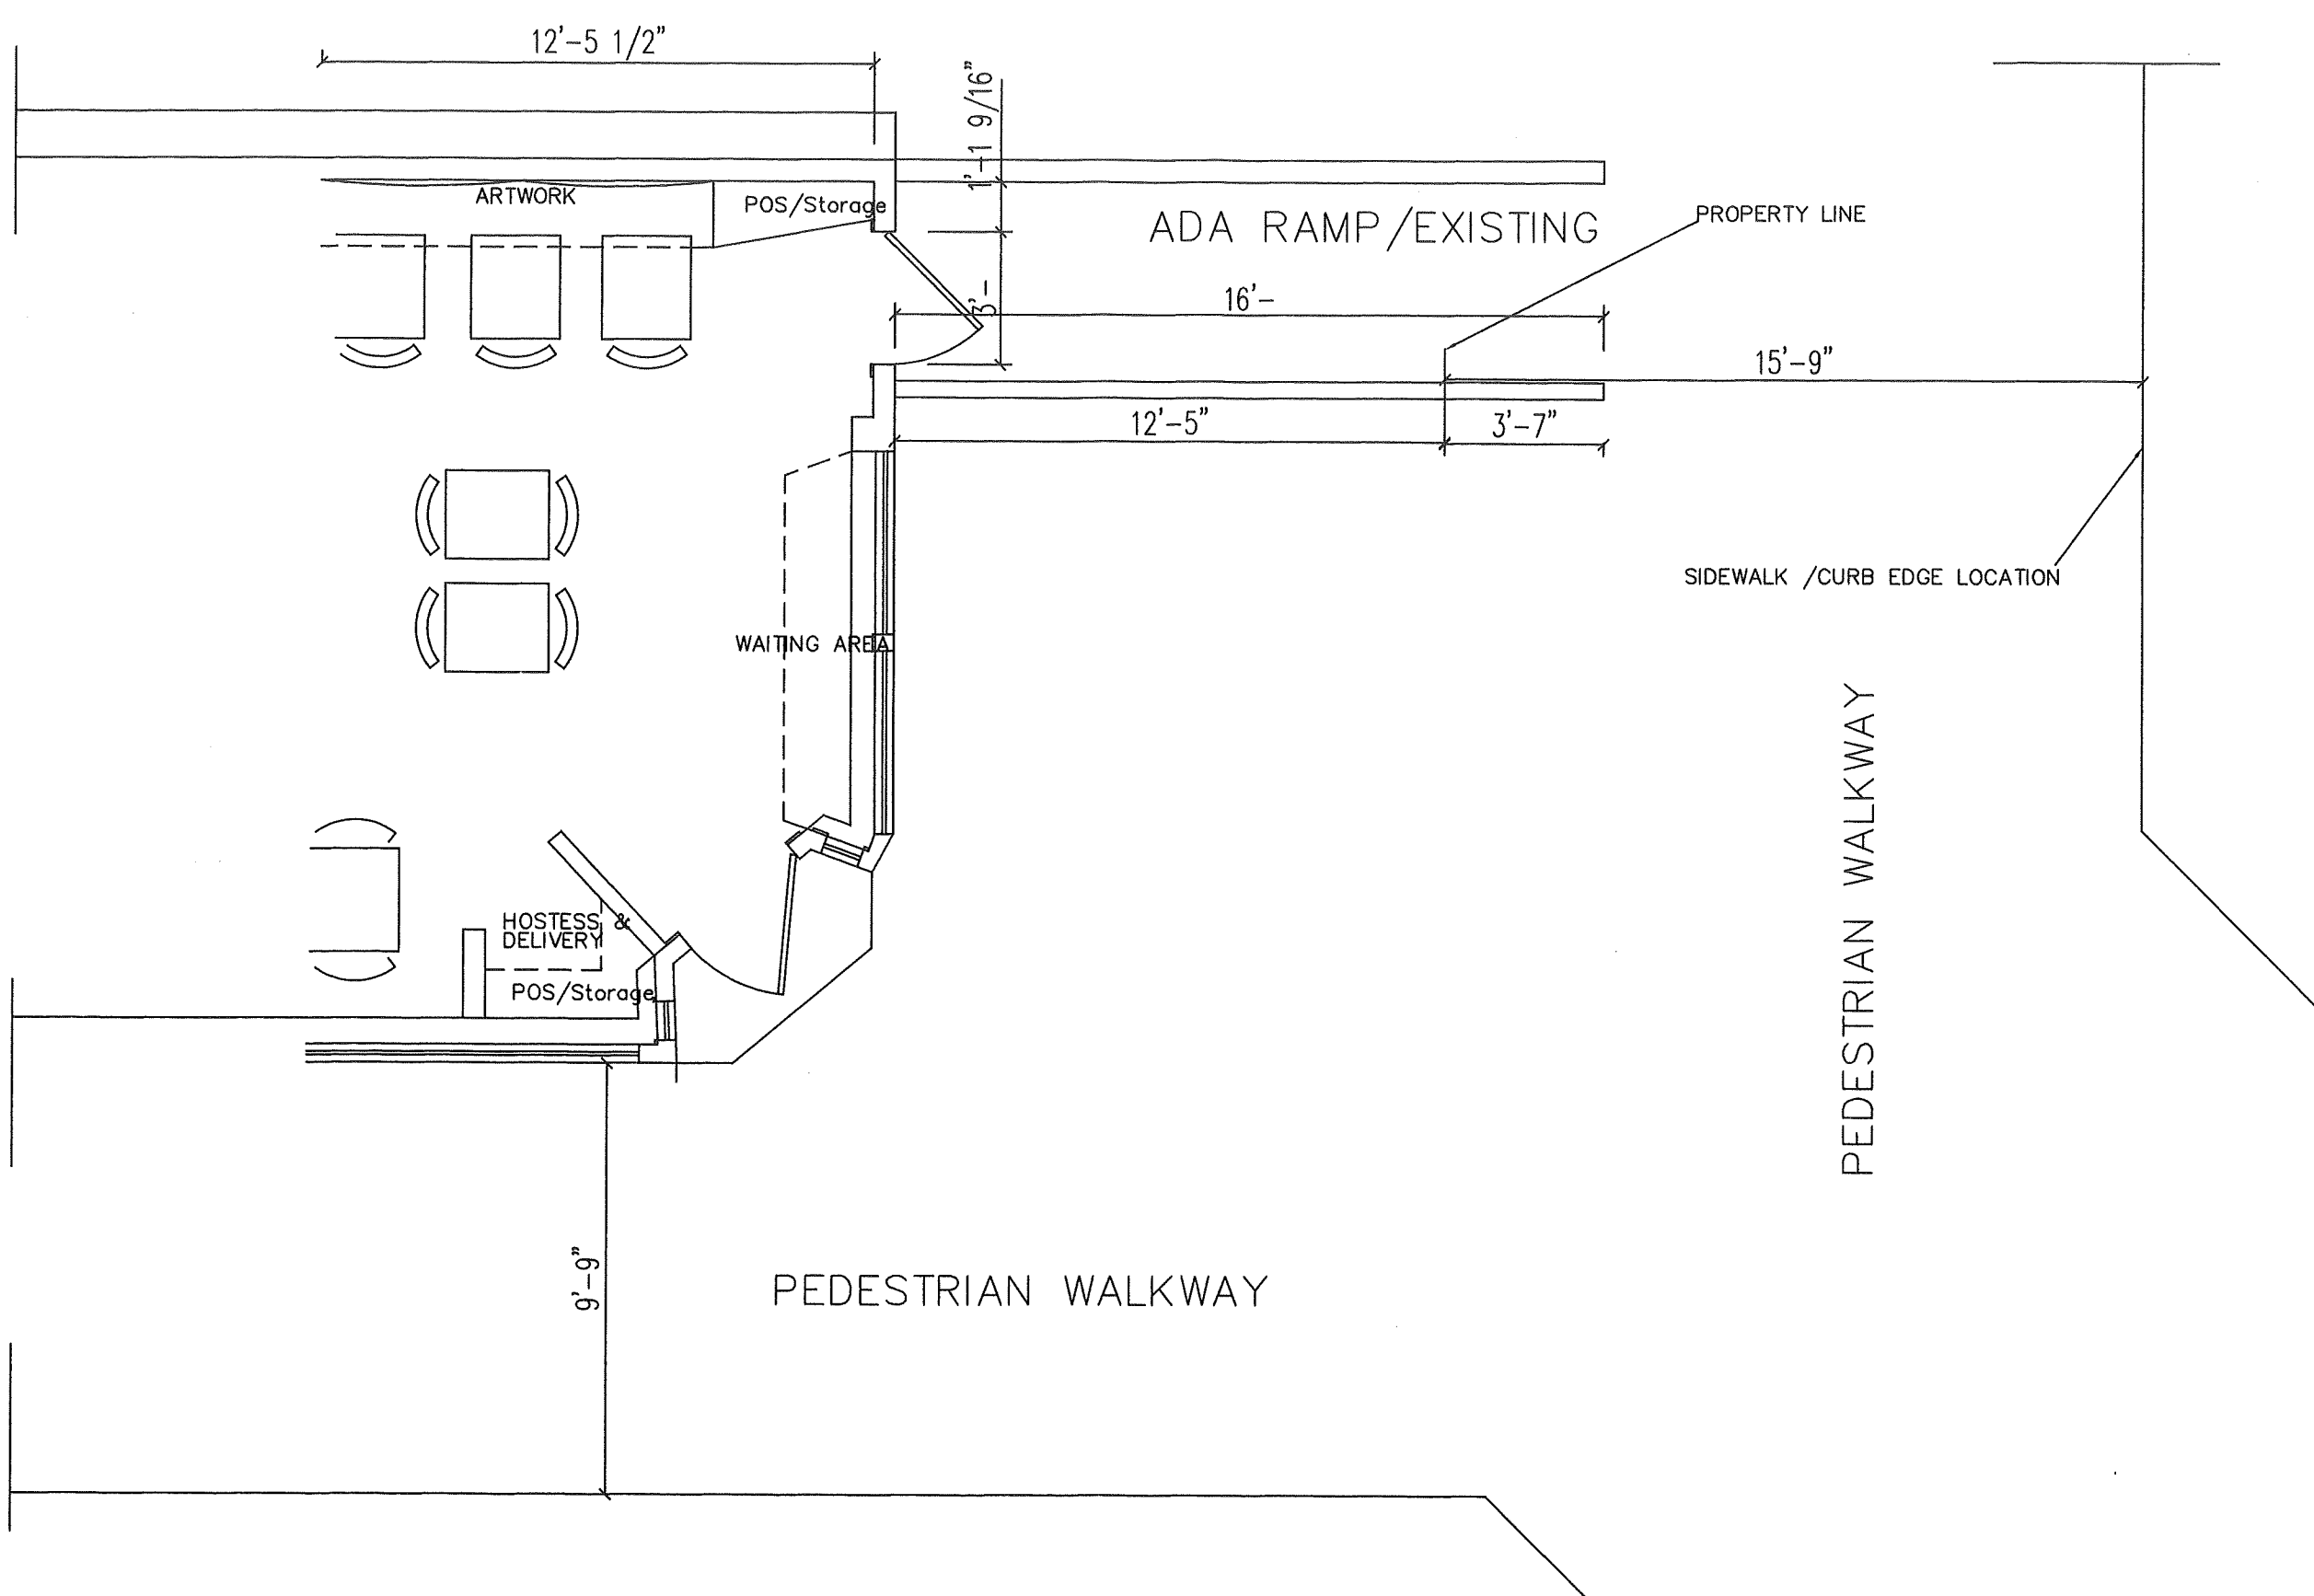 12'-5 1/2"
1'-1 9/16"
ARTWORK
POS/Storage
ADA RAMP/EXISTING
PROPERTY LINE
3'-
16'-
15'-9"
12'-5"
3'-7"
SIDEWALK /CURB EDGE LOCATION
WAITING AREA
PEDESTRIAN WALKWAY
HOSTESS &
DELIVERY
POS/Storage
9'-9"
PEDESTRIAN WALKWAY